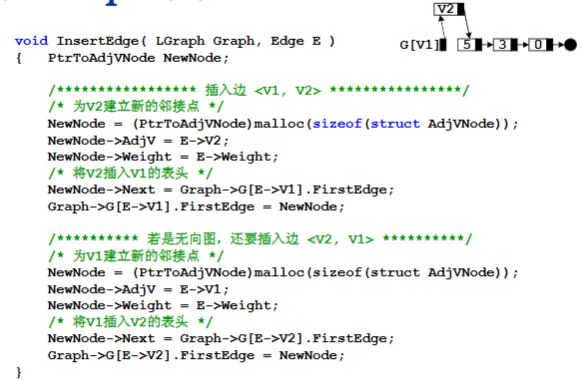 V2
G[V1] 5 3 0
void InsertEdge( LGraph Graph, Edge E )
{ PtrToAdjVNode NewNode;
/***************** 插入边 <V1, V2> ****************/
/* 为V2建立新的邻接点 */
NewNode = (PtrToAdjVNode)malloc(sizeof(struct AdjVNode));
NewNode->AdjV = E->V2;
NewNode->Weight = E->Weight;
/* 将V2插入V1的表头 */
NewNode->Next = Graph->G[E->V1].FirstEdge;
Graph->G[E->V1].FirstEdge = NewNode;
/********** 若是无向图,还要插入边 <V2, V1> **********/
/* 为V1建立新的邻接点 */
NewNode = (PtrToAdjVNode)malloc(sizeof(struct AdjVNode));
NewNode->AdjV = E->V1;
NewNode->Weight = E->Weight;
/* 将V1插入V2的表头 */
NewNode->Next = Graph->G[E->V2].FirstEdge;
Graph->G[E->V2].FirstEdge = NewNode;
}